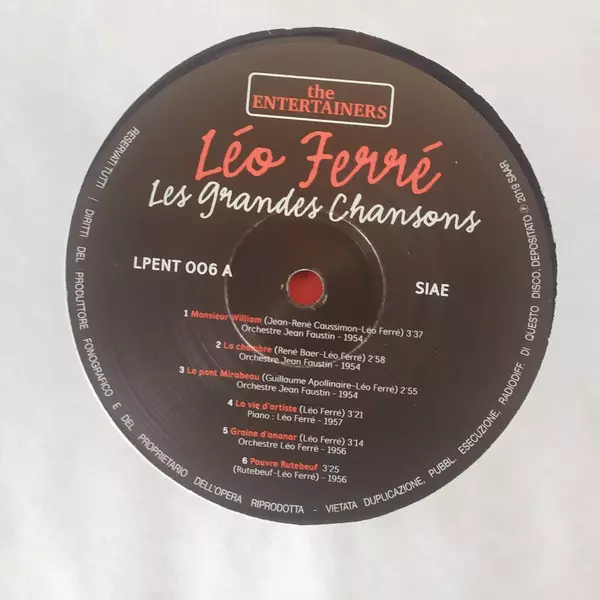 the
ENTERTAINERS
Léo Ferré
Les Grandes Chansons
LPENT 006 A
SIAE
1 Monsieur William (Jean-René Caussimon-Léo Ferré) 3'37
Orchestre Jean Faustin - 1954
2 La chambre (René Baer-Léo Ferré) 2'58
Orchestre Jean Faustin - 1954
3 Le pont Mirabeau (Guillaume Apollinaire-Léo Ferré) 2'55
Orchestre Jean Faustin - 1954
4 La vie d'artiste (Léo Ferré) 3'21
Piano : Léo Ferré - 1957
5 Graine d'ananar (Léo Ferré) 3'14
Orchestre Léo Ferré - 1956
6 Pauvre Rutebeuf 3'25
(Rutebeuf-Léo Ferré) - 1956
RESERVATI TUTTI I DIRITTI DEL PRODUTTORE FONOGRAFICO E DEL PROPRIETARIO DELL'OPERA RIPRODOTTA - VIETATA DUPLICAZIONE, PUBBL. ESECUZIONE, RADIODIFF. DI QUESTO DISCO. DEPOSITATO ℗ 2019 SAAR